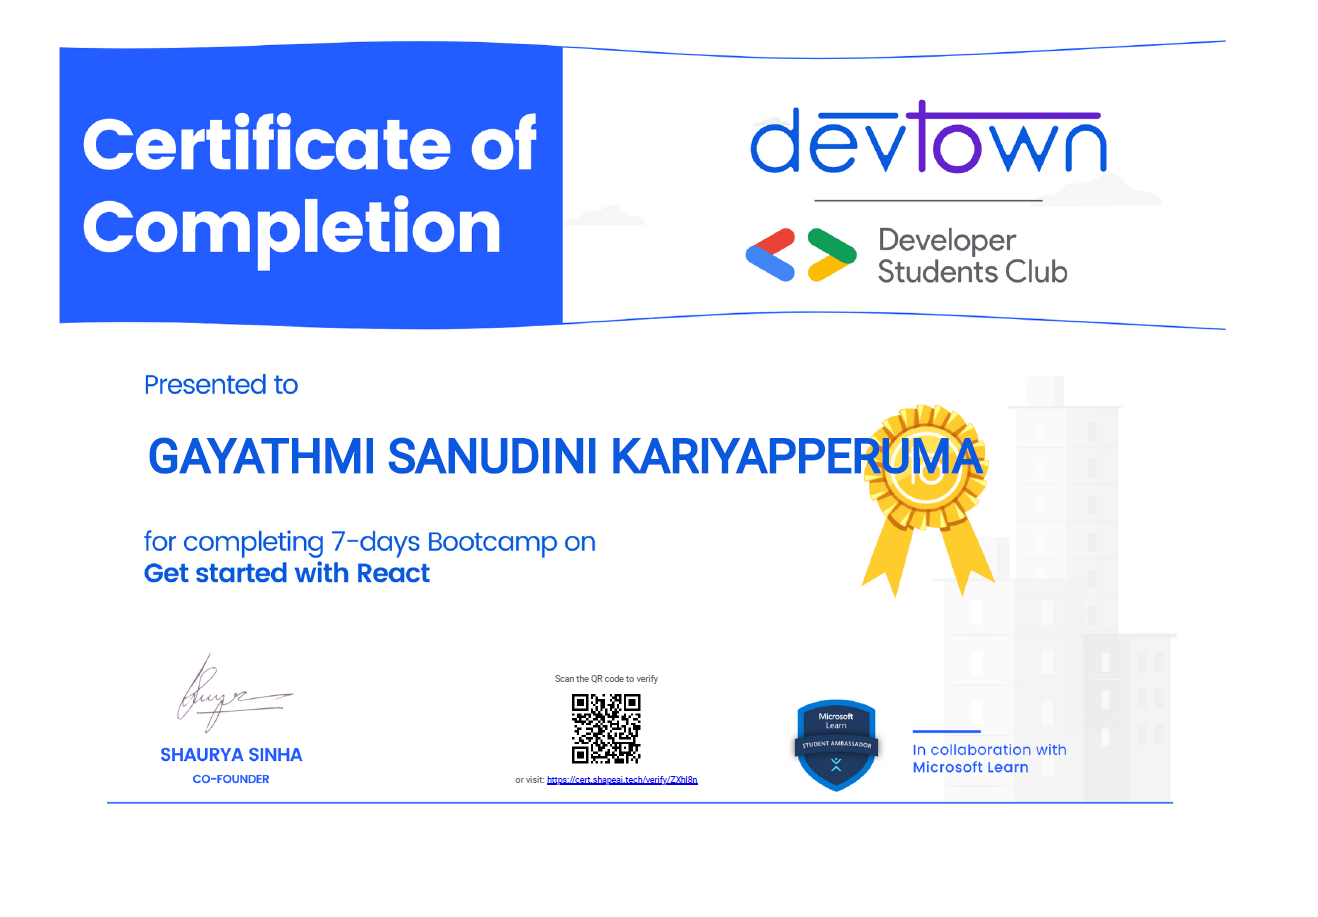 Certificate of
Completion
devtown
Developer
Students Club
Presented to
GAYATHMI SANUDINI KARIYAPPERUMA
for completing 7-days Bootcamp on
Get started with React
SHAURYA SINHA
CO-FOUNDER
Scan the QR code to verify
or visit: https://cert.shapeai.tech/verify/ZXhl8n
Microsoft
Learn
STUDENT AMBASSADOR
In collaboration with
Microsoft Learn